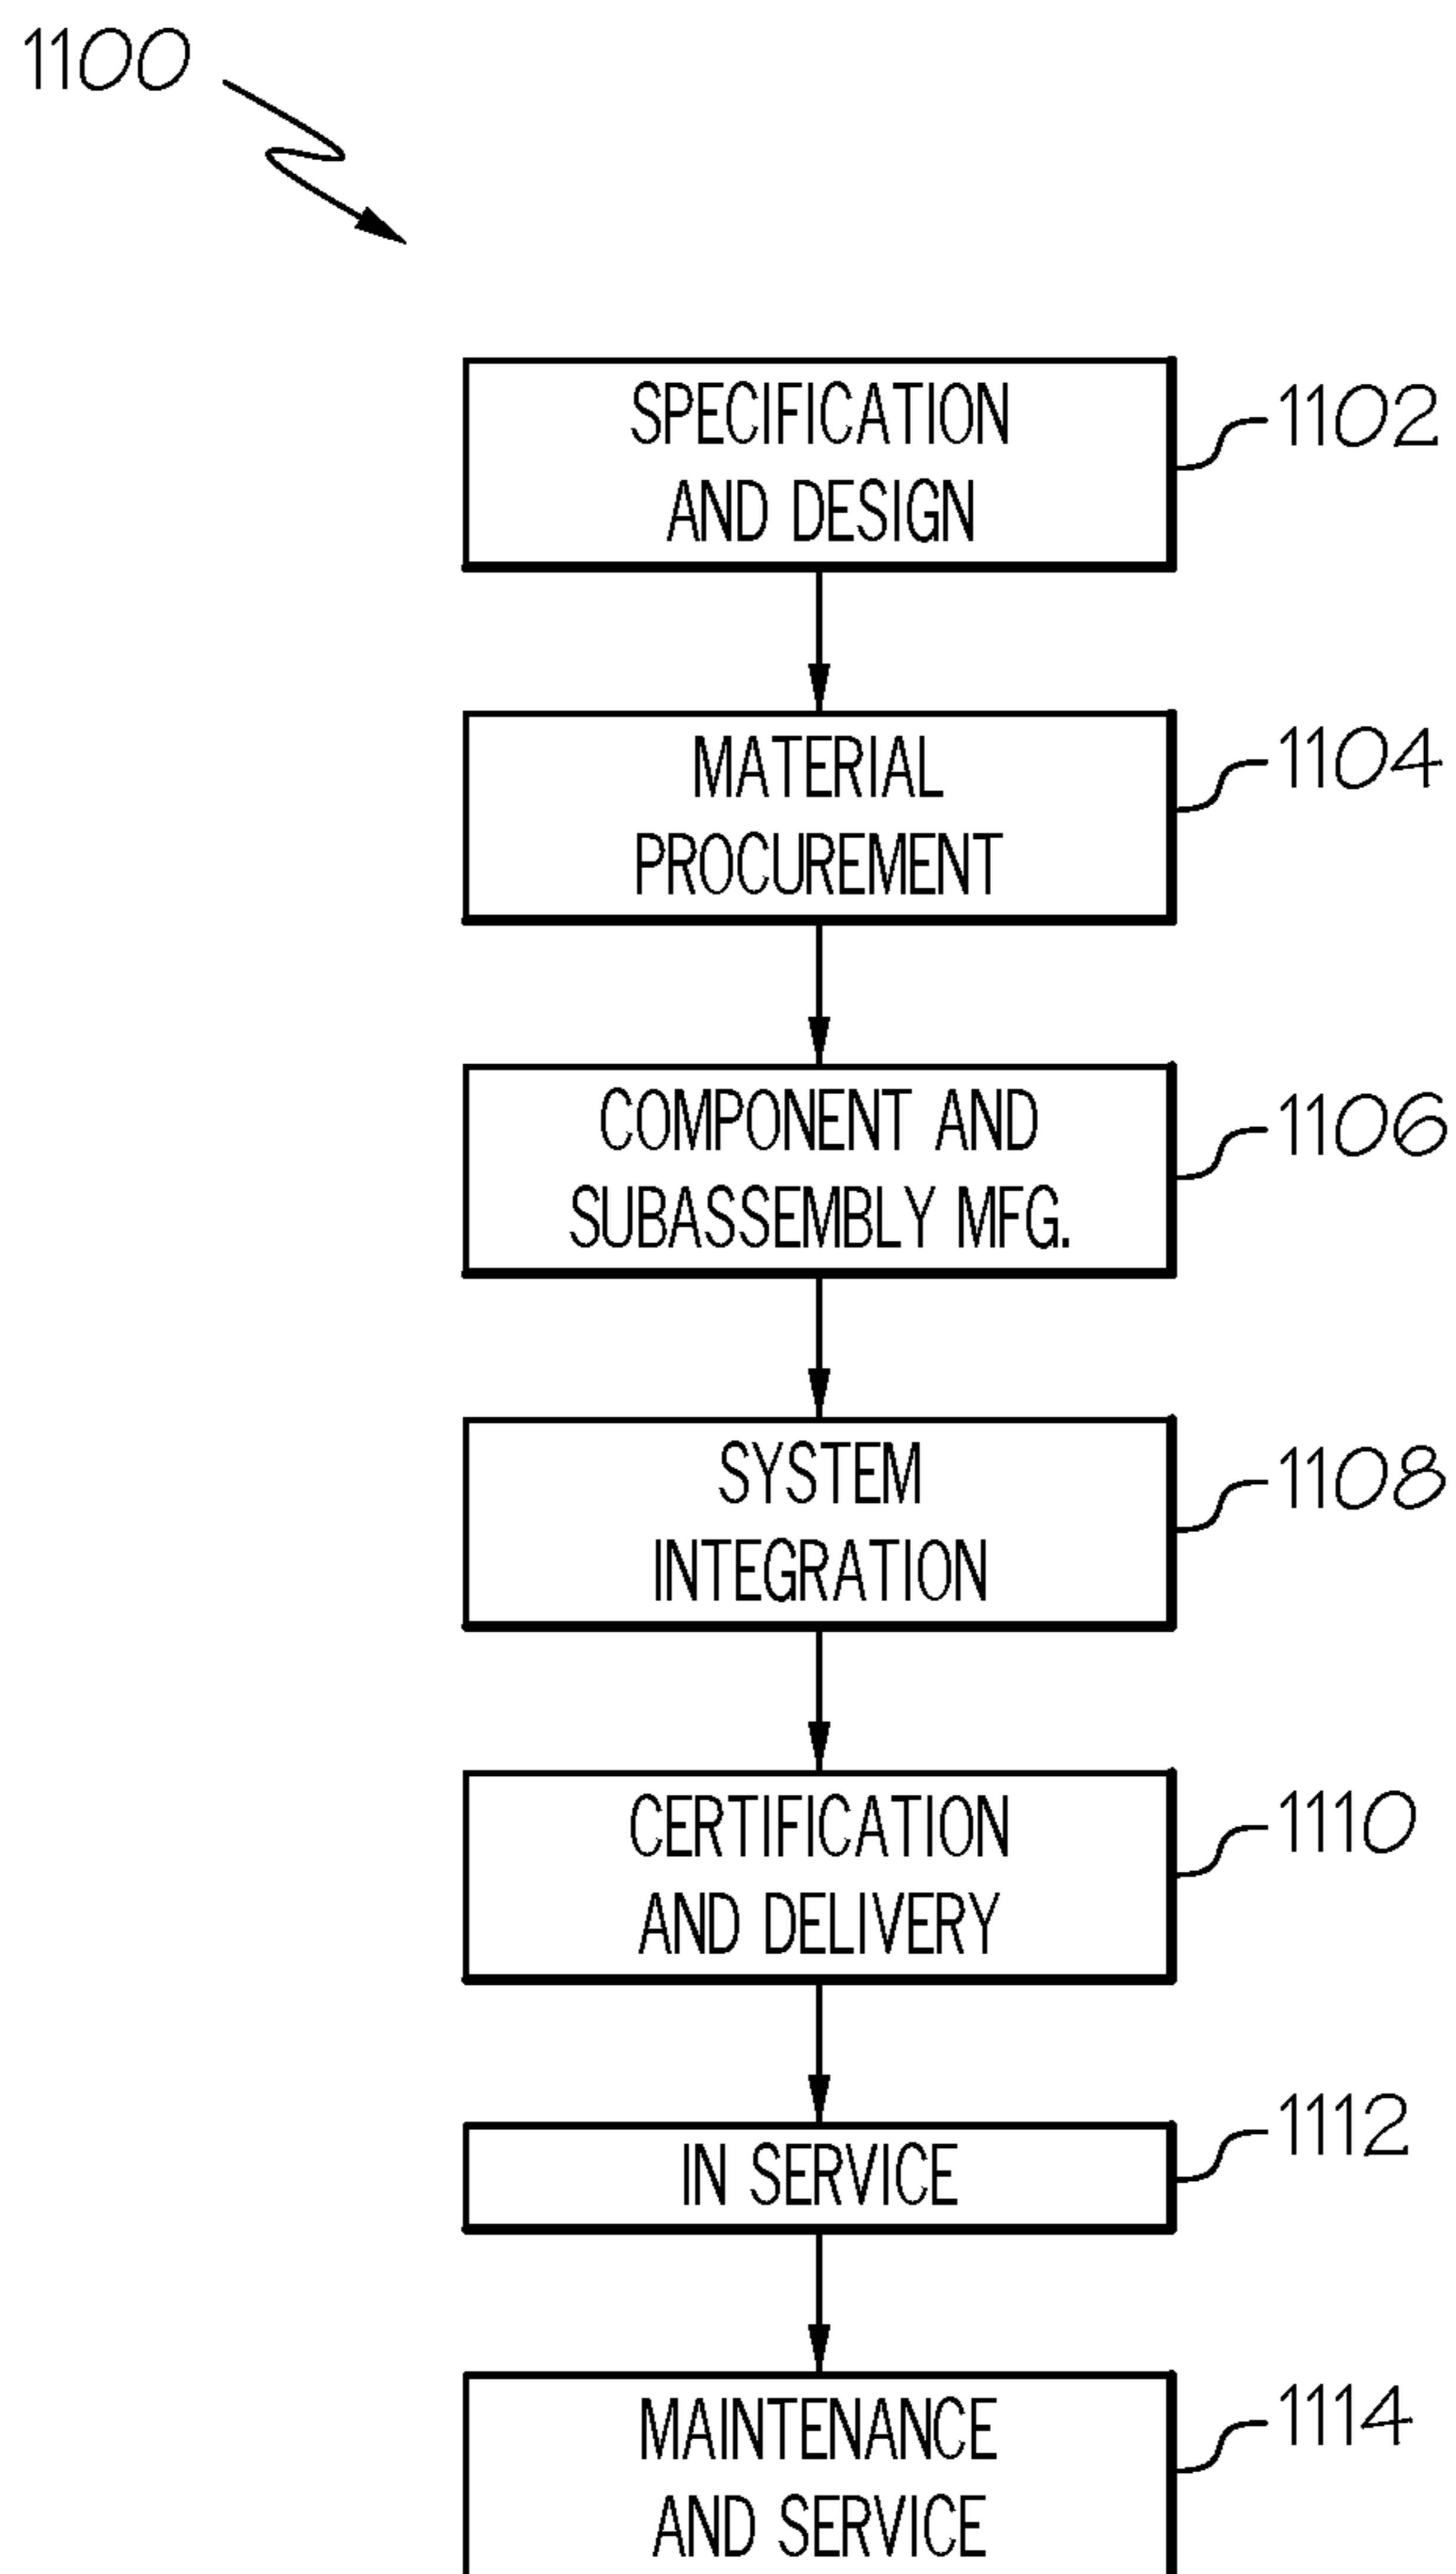 1100
SPECIFICATION
AND DESIGN
1102
MATERIAL
PROCUREMENT
1104
COMPONENT AND
SUBASSEMBLY MFG.
1106
SYSTEM
INTEGRATION
1108
CERTIFICATION
AND DELIVERY
1110
IN SERVICE
1112
MAINTENANCE
AND SERVICE
1114